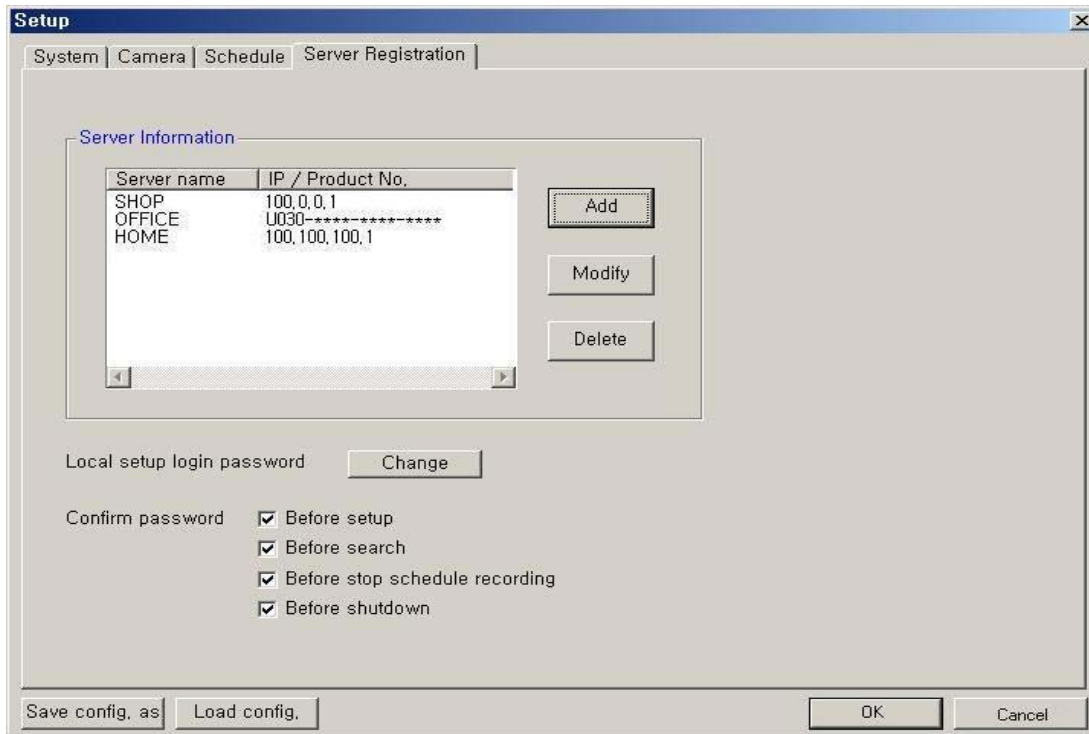 Setup
System | Camera | Schedule | Server Registration
Server Information
Server name IP / Product No.
SHOP 100.0.0.1
OFFICE U030-****-****-****
HOME 100.100.100.1
Add
Modify
Delete
Local setup login password Change
Confirm password Before setup
Before search
Before stop schedule recording
Before shutdown
Save config. as Load config. OK Cancel